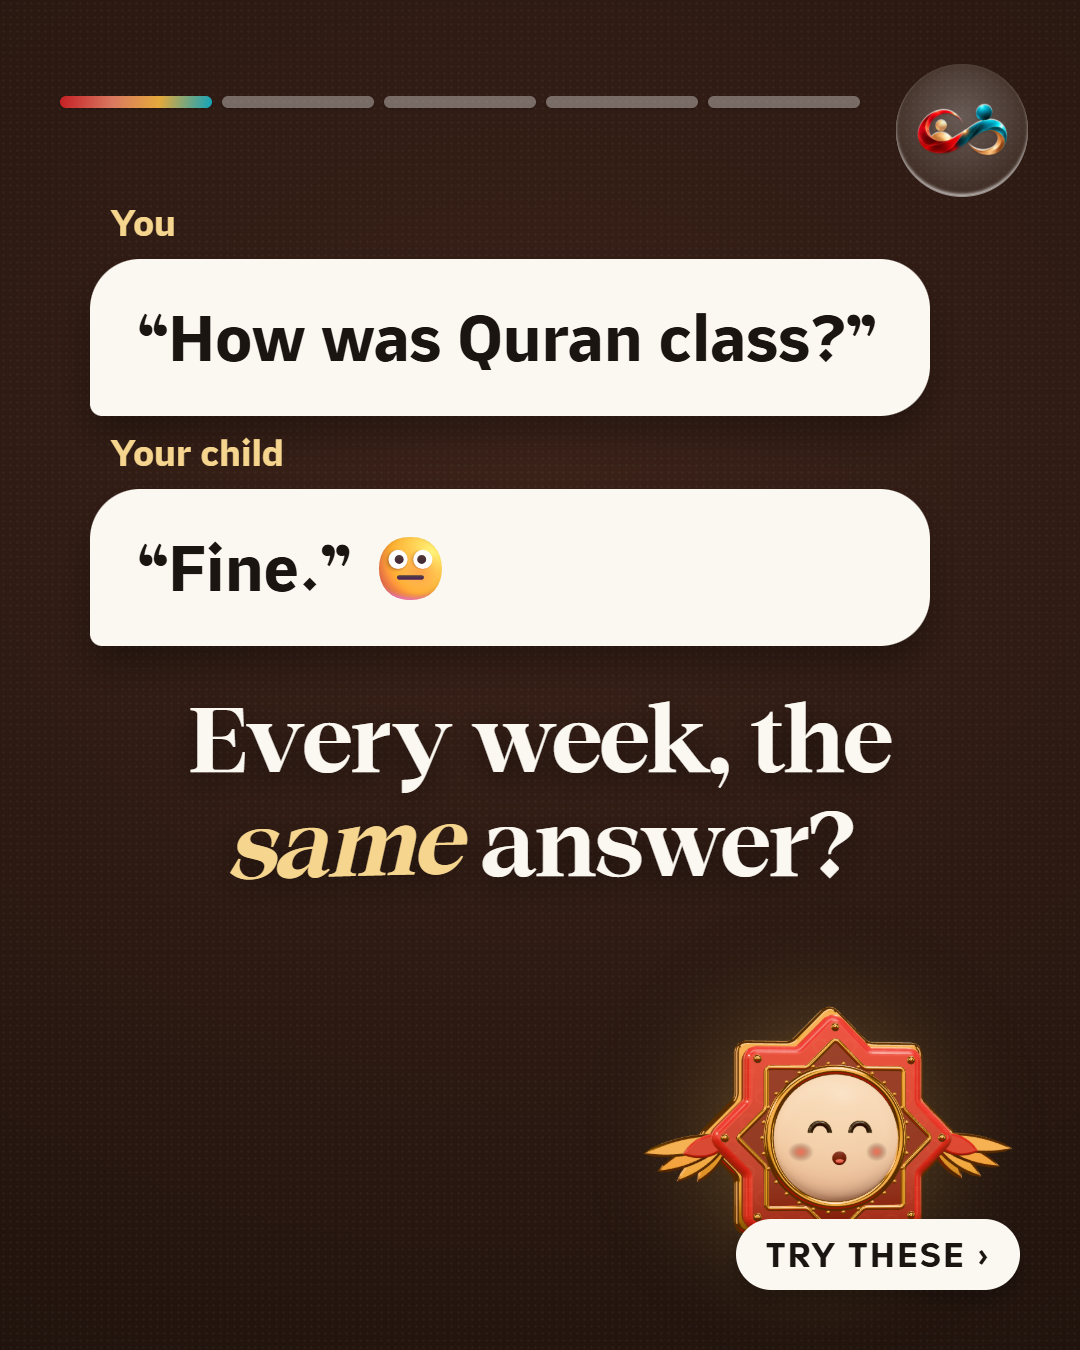 You
“How was Quran class?”
Your child
“Fine.” 😳
Every week, the
same answer?
TRY THESE ›